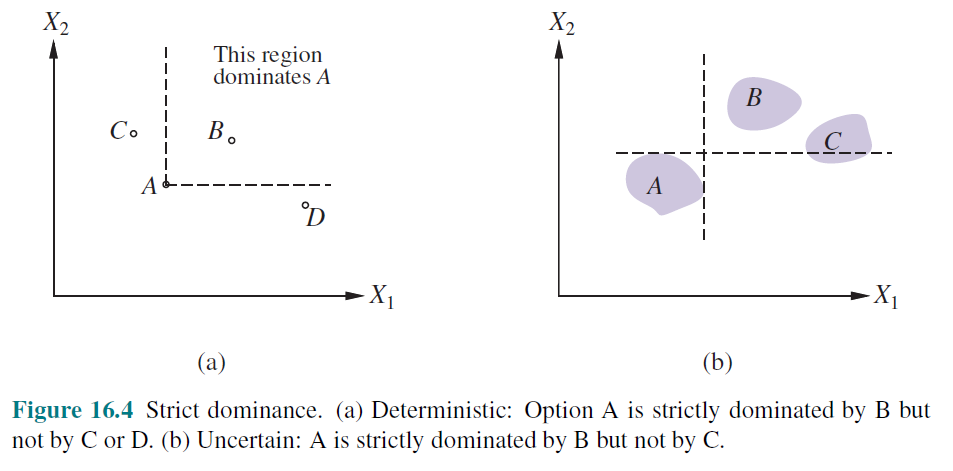 X2
This region
dominates A
C
B
A
D
X1
(a)
X2
B
C
A
X1
(b)
Figure 16.4 Strict dominance. (a) Deterministic: Option A is strictly dominated by B but
not by C or D. (b) Uncertain: A is strictly dominated by B but not by C.